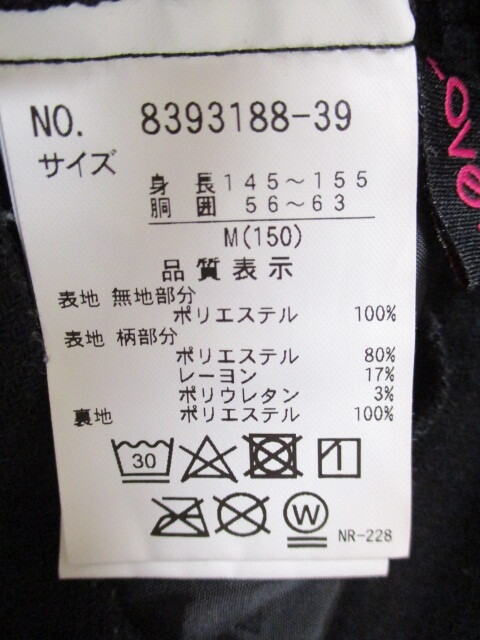 NO. 8393188-39
サイズ
身 長 145～155
胴 囲 56～63
M(150)
品質表示
表地 無地部分
ポリエステル 100%
表地 柄部分
ポリエステル 80%
レーヨン 17%
ポリウレタン 3%
裏地 ポリエステル 100%
30
W
NR-228